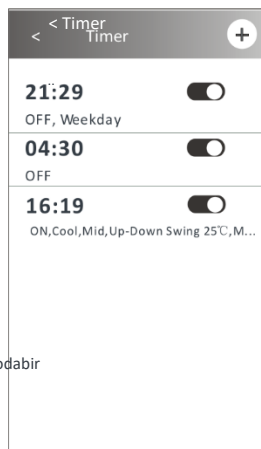 < Timer
< Timer
21:29
OFF, Weekday
04:30
OFF
16:19
ON,Cool,Mid,Up-Down Swing 25℃,M...
odabir